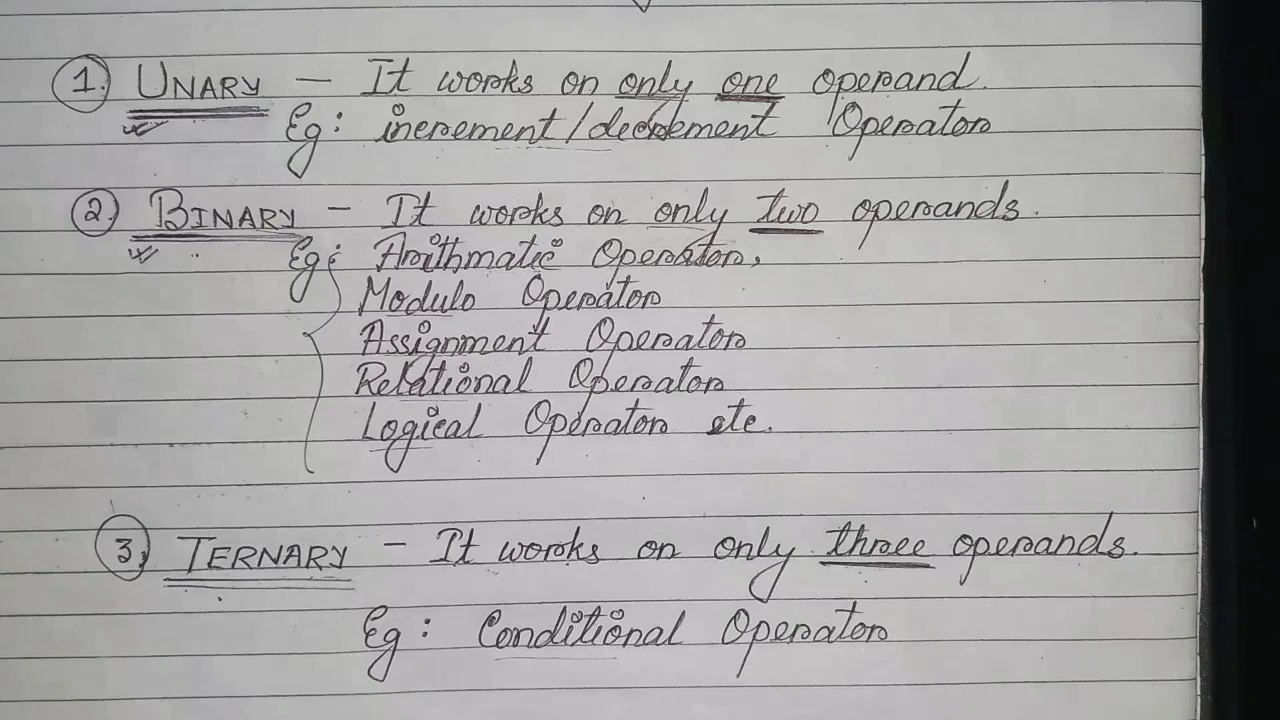 1. UNARY - It works on only one operand.
Eg: increment/decrement Operator
2. BINARY - It works on only two operands.
Eg: Arithmatic Operator,
Modulo Operator
Assignment Operator
Relational Operator
Logical Operator etc.
3. TERNARY - It works on only three operands.
Eg: Conditional Operator